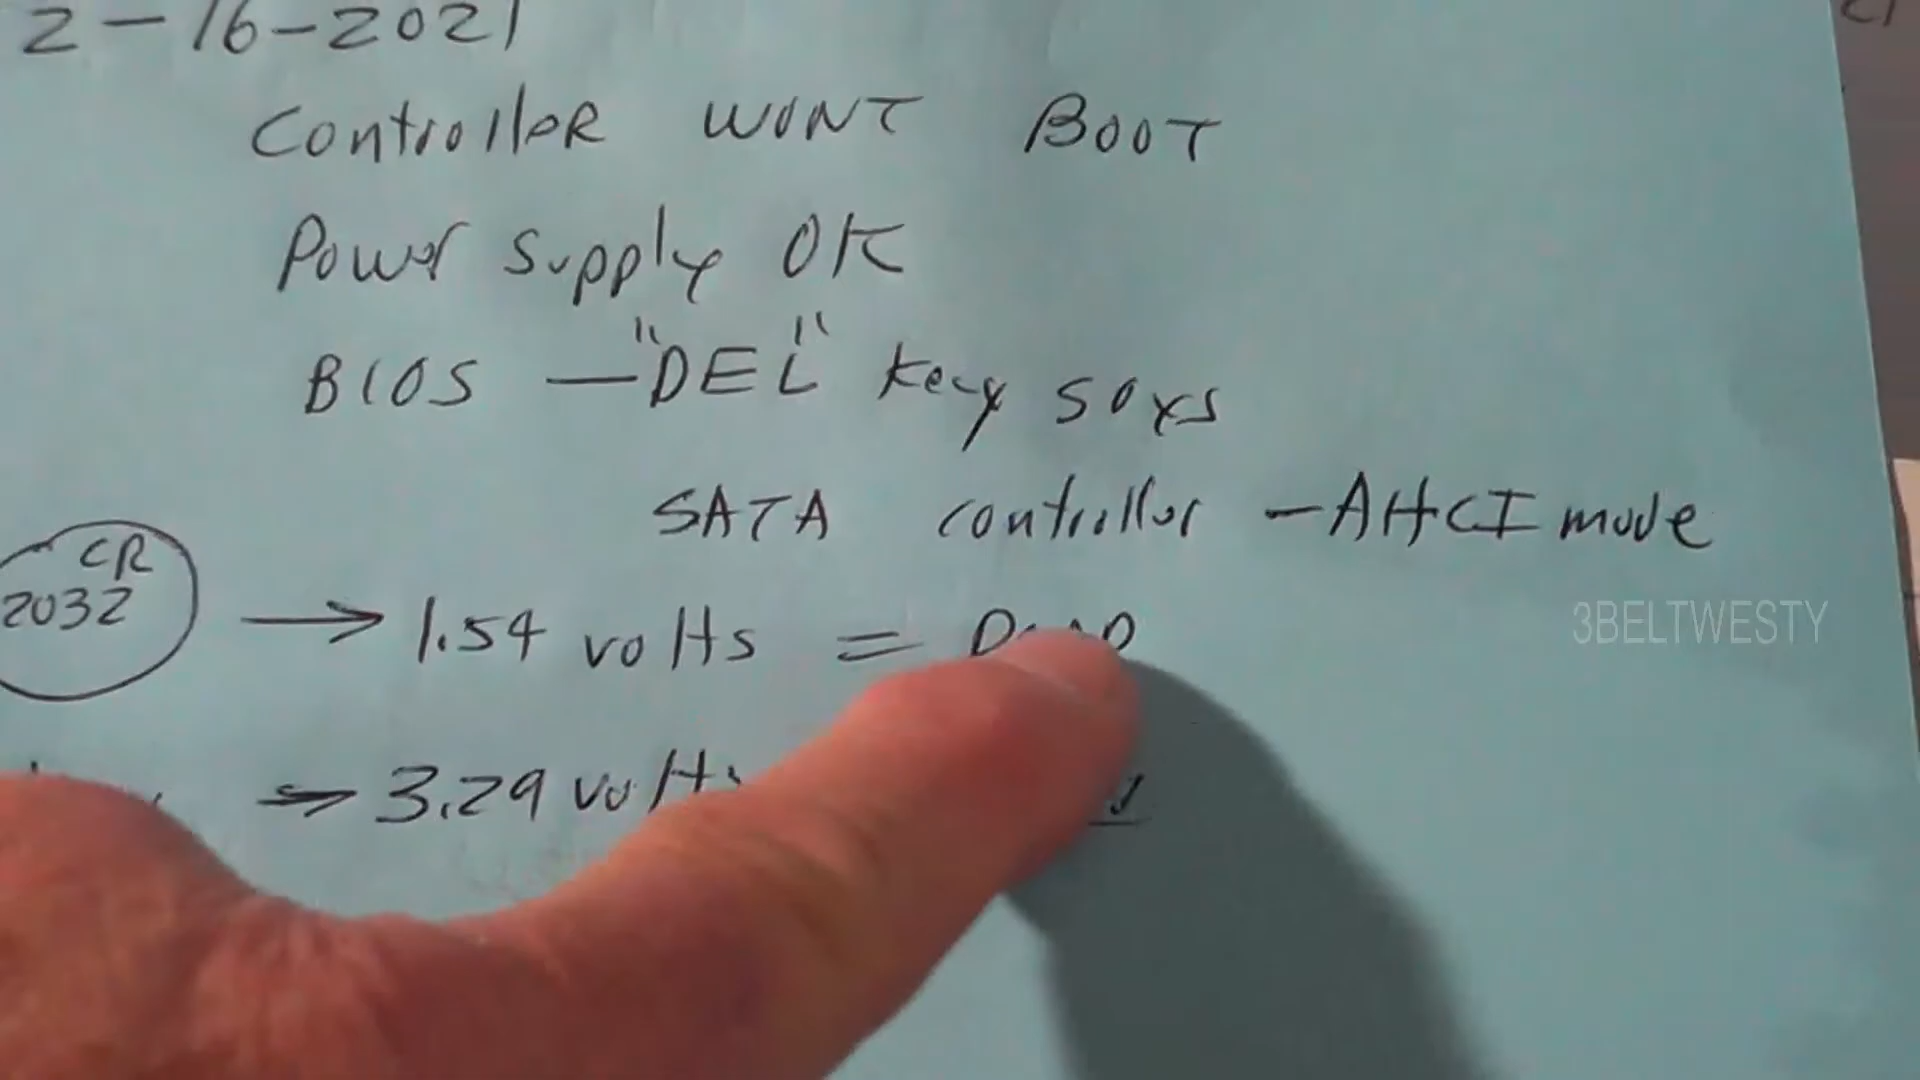 2-16-2021
ControlleR WONT BOOT
Power Supply OK
BIOS — "DEL" key says
SATA controller - AHCI mode
CR
2032 → 1.54 volts =
→ 3.29 volts
3BELTWESTY